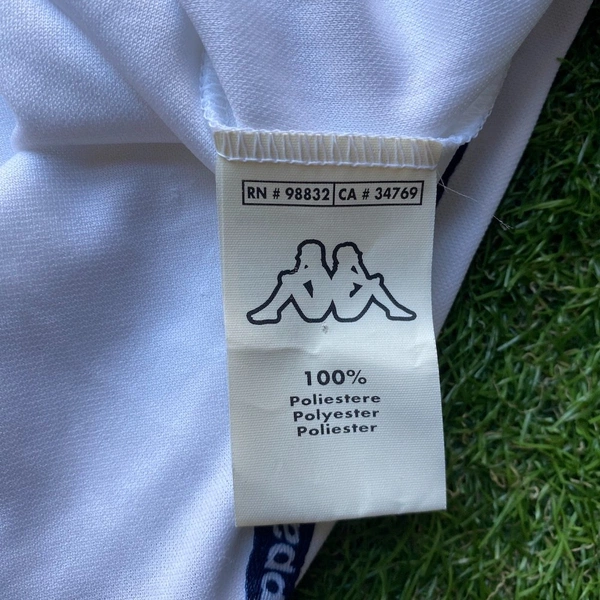 RN # 98832 CA # 34769
100%
Poliestere
Polyester
Poliester